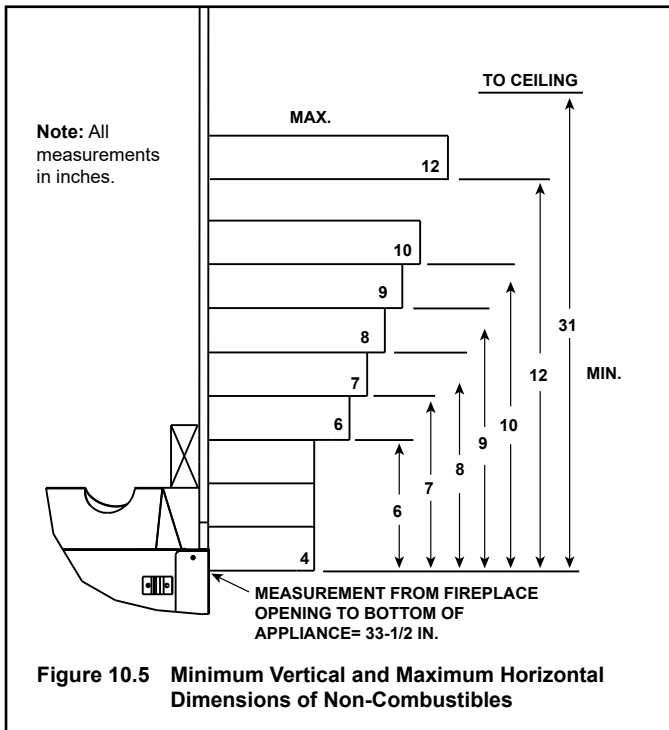 TO CEILING
MAX.
Note: All
measurements
in inches.
12
10
9
8
7
6
4
6
7
8
9
10
12
31
MIN.
MEASUREMENT FROM FIREPLACE
OPENING TO BOTTOM OF
APPLIANCE= 33-1/2 IN.
Figure 10.5 Minimum Vertical and Maximum Horizontal
Dimensions of Non-Combustibles